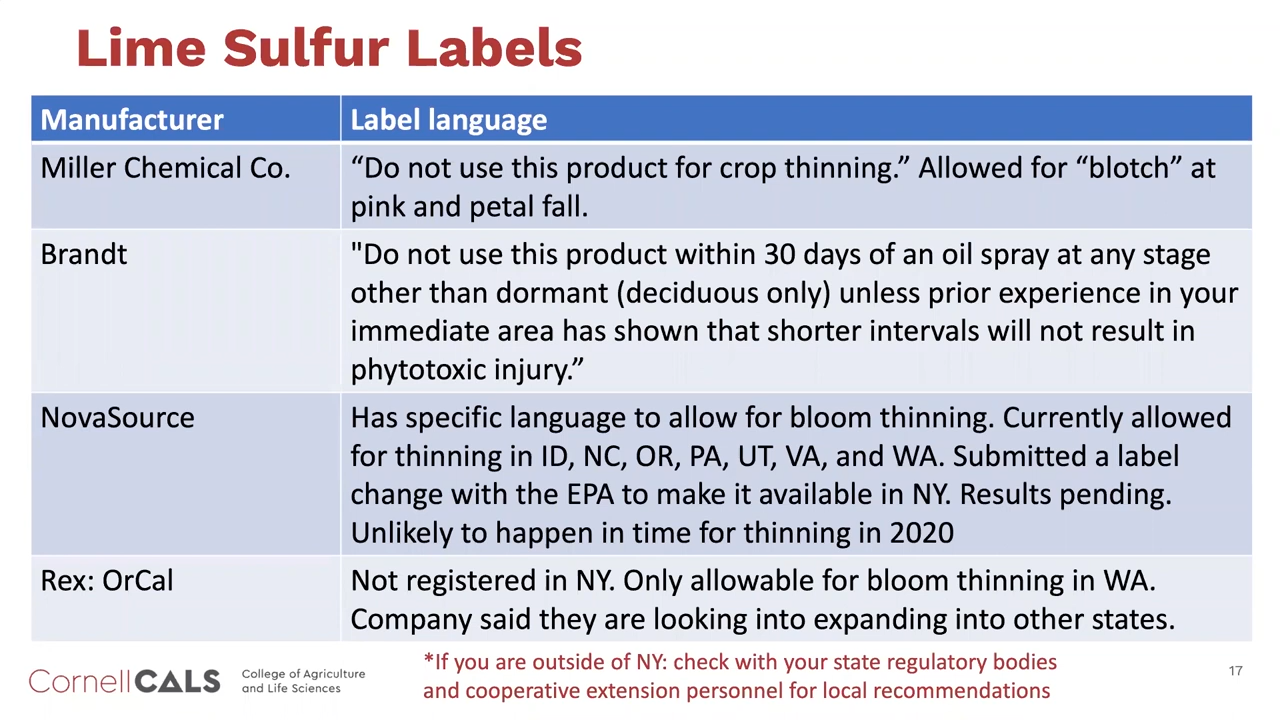 Lime Sulfur Labels
Manufacturer
Label language
Miller Chemical Co.
“Do not use this product for crop thinning.” Allowed for “blotch” at
pink and petal fall.
Brandt
"Do not use this product within 30 days of an oil spray at any stage
other than dormant (deciduous only) unless prior experience in your
immediate area has shown that shorter intervals will not result in
phytotoxic injury.”
NovaSource
Has specific language to allow for bloom thinning. Currently allowed
for thinning in ID, NC, OR, PA, UT, VA, and WA. Submitted a label
change with the EPA to make it available in NY. Results pending.
Unlikely to happen in time for thinning in 2020
Rex: OrCal
Not registered in NY. Only allowable for bloom thinning in WA.
Company said they are looking into expanding into other states.
CornellCALS
College of Agriculture
and Life Sciences
*If you are outside of NY: check with your state regulatory bodies
and cooperative extension personnel for local recommendations
17